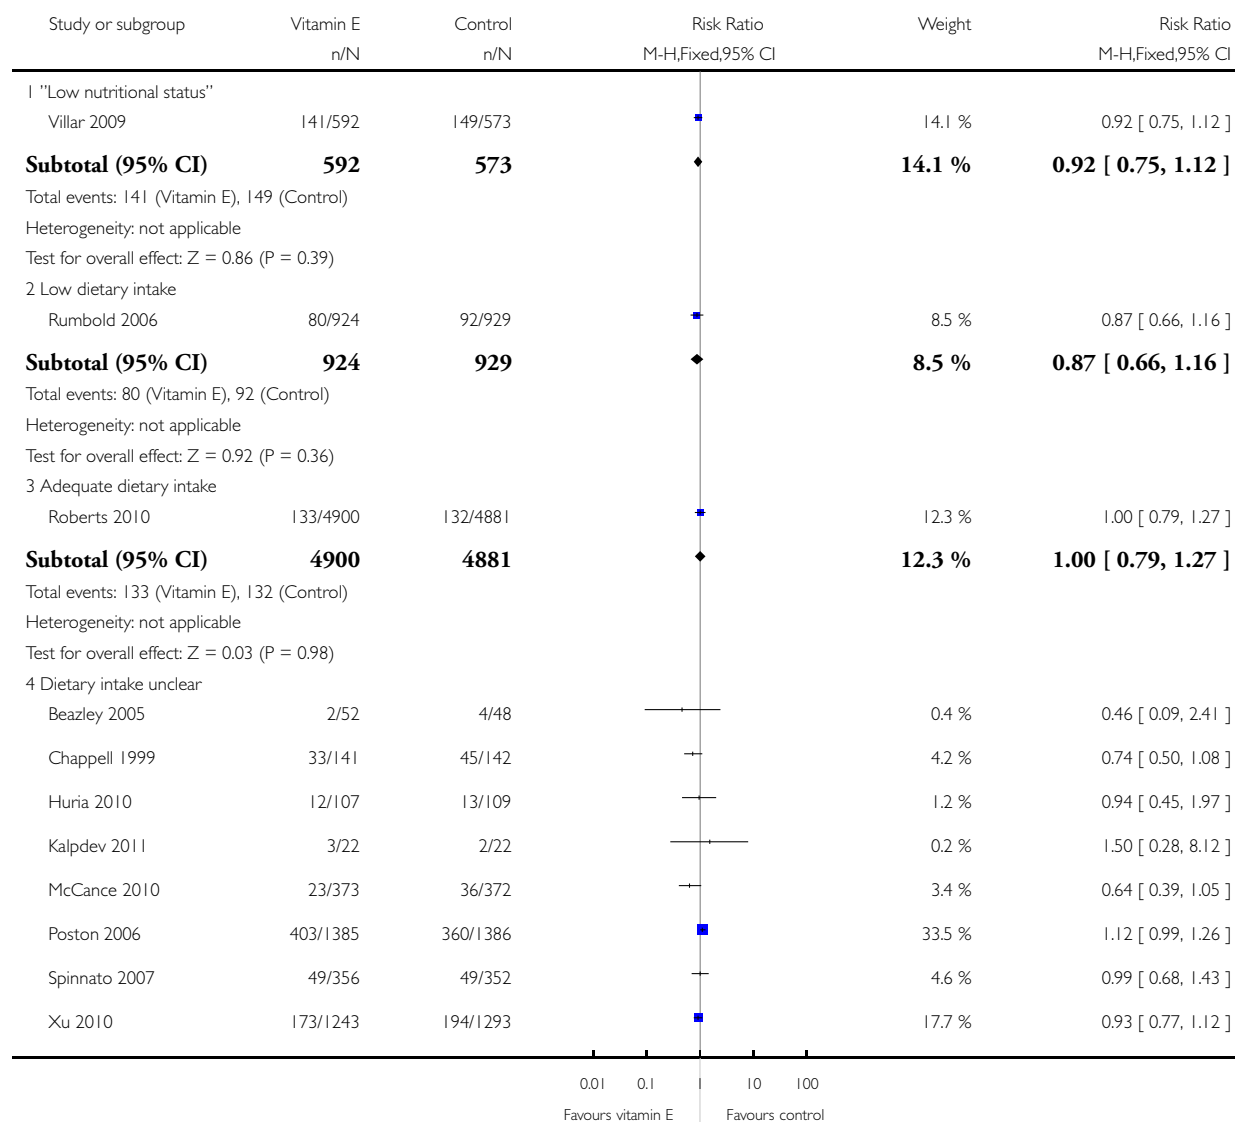 Study or subgroup Vitamin E Control Risk Ratio Weight Risk Ratio
n/N n/N M-H,Fixed,95% CI M-H,Fixed,95% CI
1 ”Low nutritional status”
Villar 2009 141/592 149/573 14.1 % 0.92 [ 0.75, 1.12 ]
Subtotal (95% CI) 592 573 14.1 % 0.92 [ 0.75, 1.12 ]
Total events: 141 (Vitamin E), 149 (Control)
Heterogeneity: not applicable
Test for overall effect: Z = 0.86 (P = 0.39)
2 Low dietary intake
Rumbold 2006 80/924 92/929 8.5 % 0.87 [ 0.66, 1.16 ]
Subtotal (95% CI) 924 929 8.5 % 0.87 [ 0.66, 1.16 ]
Total events: 80 (Vitamin E), 92 (Control)
Heterogeneity: not applicable
Test for overall effect: Z = 0.92 (P = 0.36)
3 Adequate dietary intake
Roberts 2010 133/4900 132/4881 12.3 % 1.00 [ 0.79, 1.27 ]
Subtotal (95% CI) 4900 4881 12.3 % 1.00 [ 0.79, 1.27 ]
Total events: 133 (Vitamin E), 132 (Control)
Heterogeneity: not applicable
Test for overall effect: Z = 0.03 (P = 0.98)
4 Dietary intake unclear
Beazley 2005 2/52 4/48 0.4 % 0.46 [ 0.09, 2.41 ]
Chappell 1999 33/141 45/142 4.2 % 0.74 [ 0.50, 1.08 ]
Huria 2010 12/107 13/109 1.2 % 0.94 [ 0.45, 1.97 ]
Kalpdev 2011 3/22 2/22 0.2 % 1.50 [ 0.28, 8.12 ]
McCance 2010 23/373 36/372 3.4 % 0.64 [ 0.39, 1.05 ]
Poston 2006 403/1385 360/1386 33.5 % 1.12 [ 0.99, 1.26 ]
Spinnato 2007 49/356 49/352 4.6 % 0.99 [ 0.68, 1.43 ]
Xu 2010 173/1243 194/1293 17.7 % 0.93 [ 0.77, 1.12 ]
0.01 0.1 1 10 100
Favours vitamin E Favours control